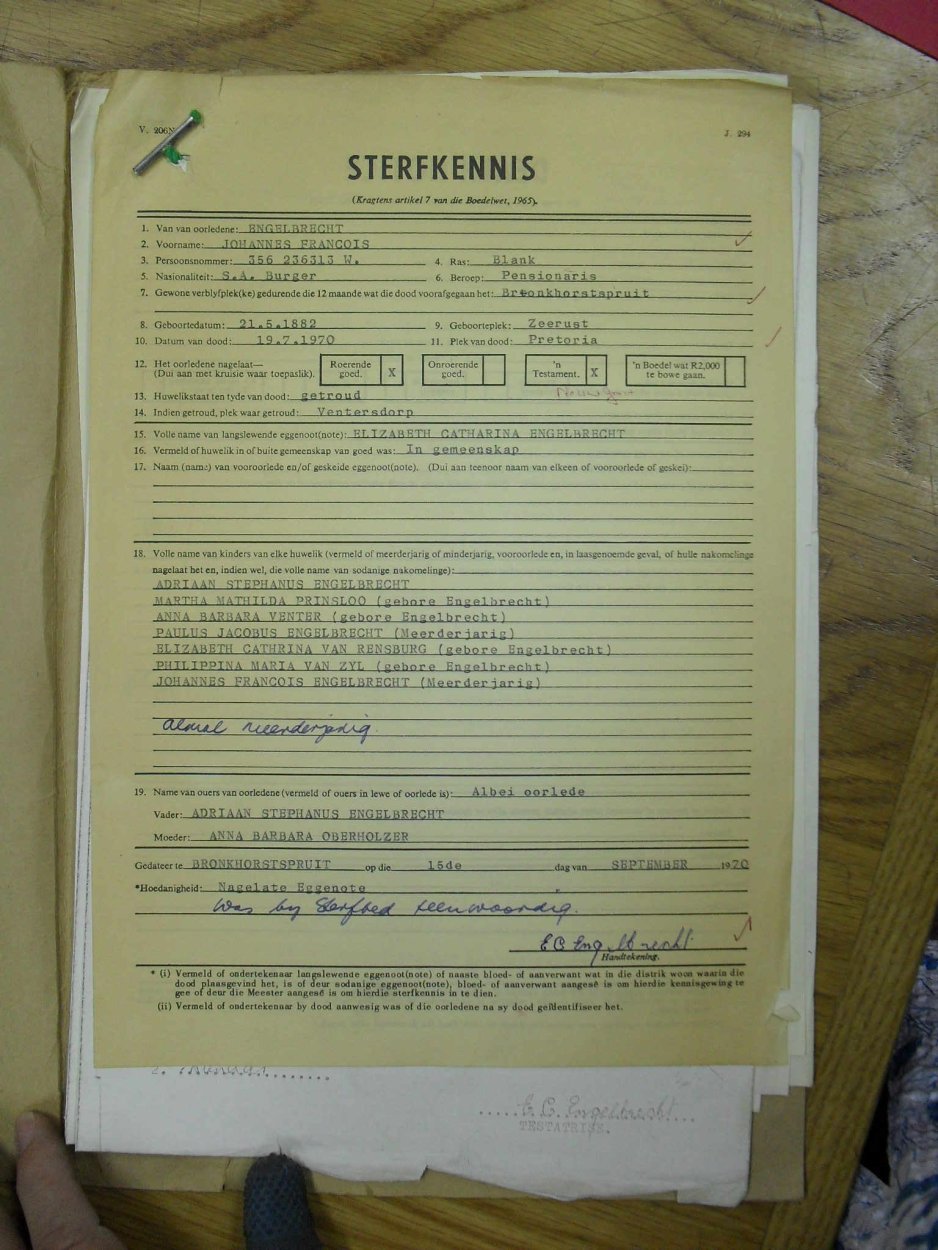 V. 206N J. 294
STERFKENNIS
(Kragtens artikel 7 van die Boedelwet, 1965).
1. Van van oorledene: ENGELBRECHT
2. Voorname: JOHANNES FRANCOIS
3. Persoonsnommer: 356 236313 W. 4. Ras: Blank
5. Nasionaliteit: S.A. Burger 6. Beroep: Pensionaris
7. Gewone verblyfplek(ke) gedurende die 12 maande wat die dood voorafgegaan het: Bronkhorstspruit
8. Geboortedatum: 21.5.1882 9. Geboorteplek: Zeerust
10. Datum van dood: 19.7.1970 11. Plek van dood: Pretoria
12. Het oorledene nagelaat— Roerende Onroerende 'n 'n Boedel wat R2,000
(Dui aan met kruisie waar toepaslik). goed. X goed. Testament. X te bowe gaan.
13. Huwelikstaat ten tyde van dood: getroud
14. Indien getroud, plek waar getroud: Ventersdorp
15. Volle name van langslewende eggenoot(note): ELIZABETH CATHARINA ENGELBRECHT
16. Vermeld of huwelik in of buite gemeenskap van goed was: In gemeenskap
17. Naam (name) van vooroorlede en/of geskeide eggenoot(note). (Dui aan teenoor naam van elkeen of vooroorlede of geskei):
18. Volle name van kinders van elke huwelik (vermeld of meerderjarig of minderjarig, vooroorlede en, in laasgenoemde geval, of hulle nakomelinge
nagelaat het en, indien wel, die volle name van sodanige nakomelinge):
ADRIAAN STEPHANUS ENGELBRECHT
MARTHA MATHILDA PRINSLOO (gebore Engelbrecht)
ANNA BARBARA VENTER (gebore Engelbrecht)
PAULUS JACOBUS ENGELBRECHT (Meerderjarig)
ELIZABETH CATHRINA VAN RENSBURG (gebore Engelbrecht)
PHILIPPINA MARIA VAN ZYL (gebore Engelbrecht)
JOHANNES FRANCOIS ENGELBRECHT (Meerderjarig)
almal meerderjarig
19. Name van ouers van oorledene (vermeld of ouers in lewe of oorlede is): Albei oorlede
Vader: ADRIAAN STEPHANUS ENGELBRECHT
Moeder: ANNA BARBARA OBERHOLZER
Gedateer te BRONKHORSTSPRUIT op die 15de dag van SEPTEMBER 1970
*Hoedanigheid: Nagelate Eggenote
Was by Sterfbed teenwoordig.
E C Engelbrecht
Handtekening.
* (i) Vermeld of ondertekenaar langslewende eggenoot(note) of naaste bloed- of aanverwant wat in die distrik woon waarin die
dood plaasgevind het, is of deur sodanige eggenoot(note), bloed- of aanverwant aangesê is om hierdie kennisgewing te
gee of deur die Meester aangesê is om hierdie sterfkennis in te dien.
(ii) Vermeld of ondertekenaar by dood aanwesig was of die oorledene na sy dood geïdentifiseer het.
E. C. Engelbrecht
TESTATRISE.